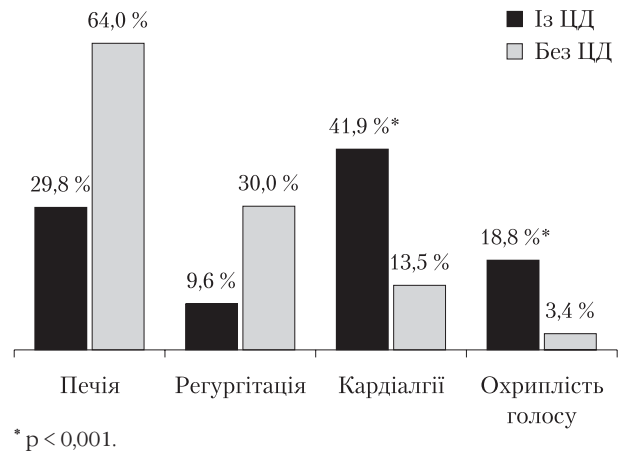 64,0 %
Із ЦД
Без ЦД
41,9 %*
29,8 %
30,0 %
18,8 %*
13,5 %
9,6 %
3,4 %
Печія
Регургітація
Кардіалгії
Охриплість
голосу
* p < 0,001.